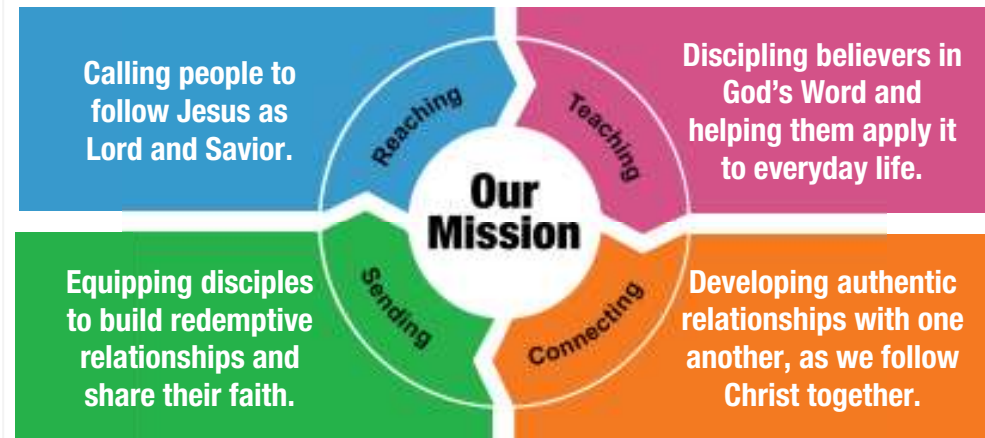 Calling people to
follow Jesus as
Lord and Savior.
Reaching
Teaching
Discipling believers in
God's Word and
helping them apply it
to everyday life.
Our
Mission
Equipping disciples
to build redemptive
relationships and
share their faith.
Sending
Connecting
Developing authentic
relationships with one
another, as we follow
Christ together.